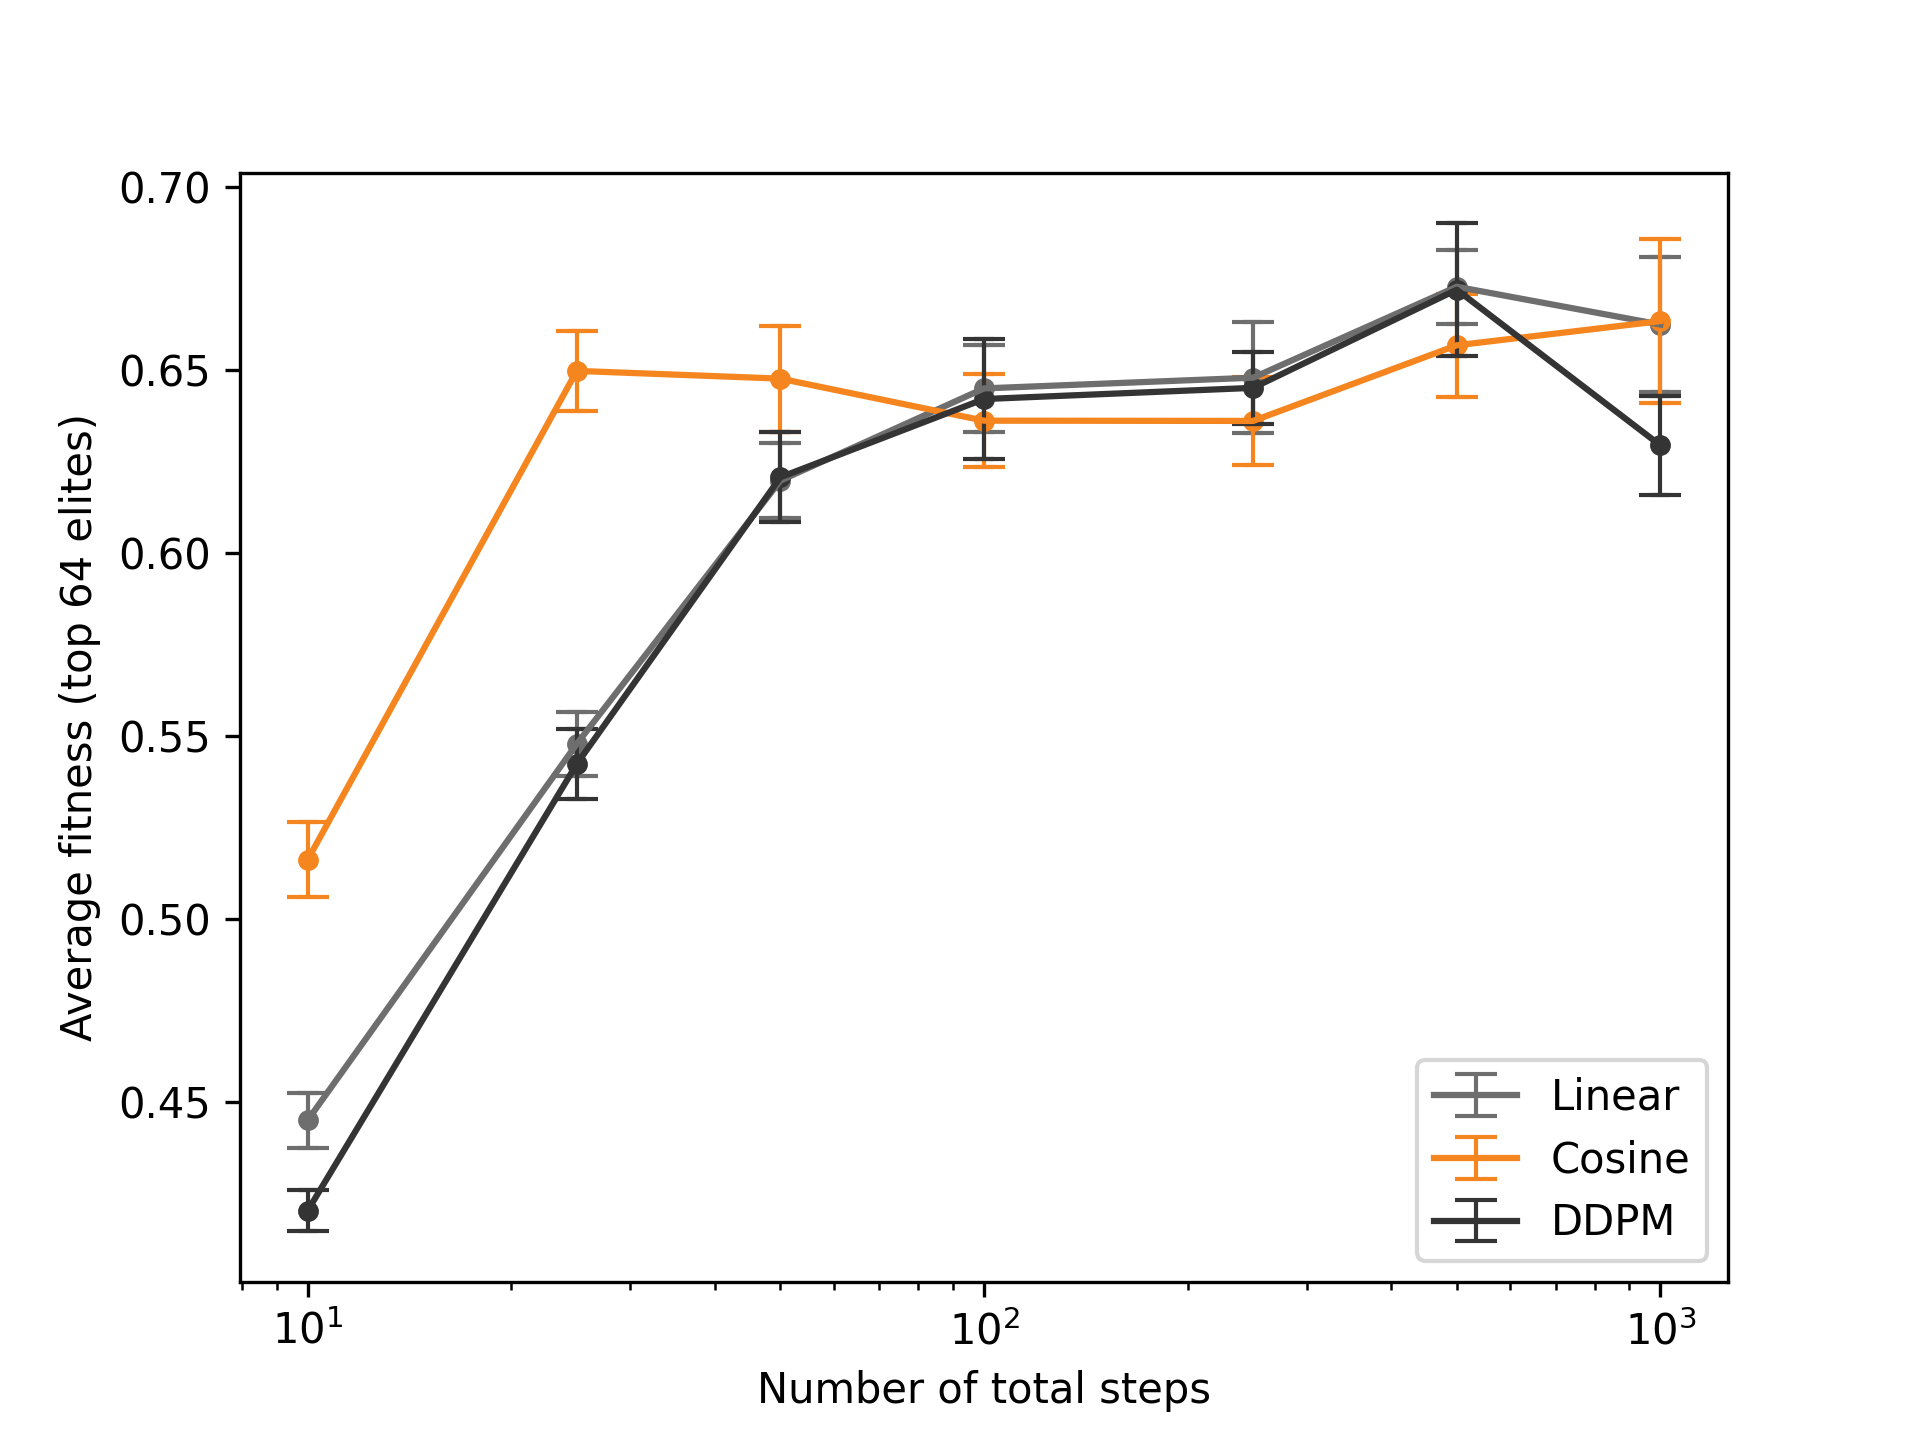 0.70
0.65
0.60
0.55
0.50
0.45
Average fitness (top 64 elites)
Linear
Cosine
DDPM
10¹
10²
10³
Number of total steps